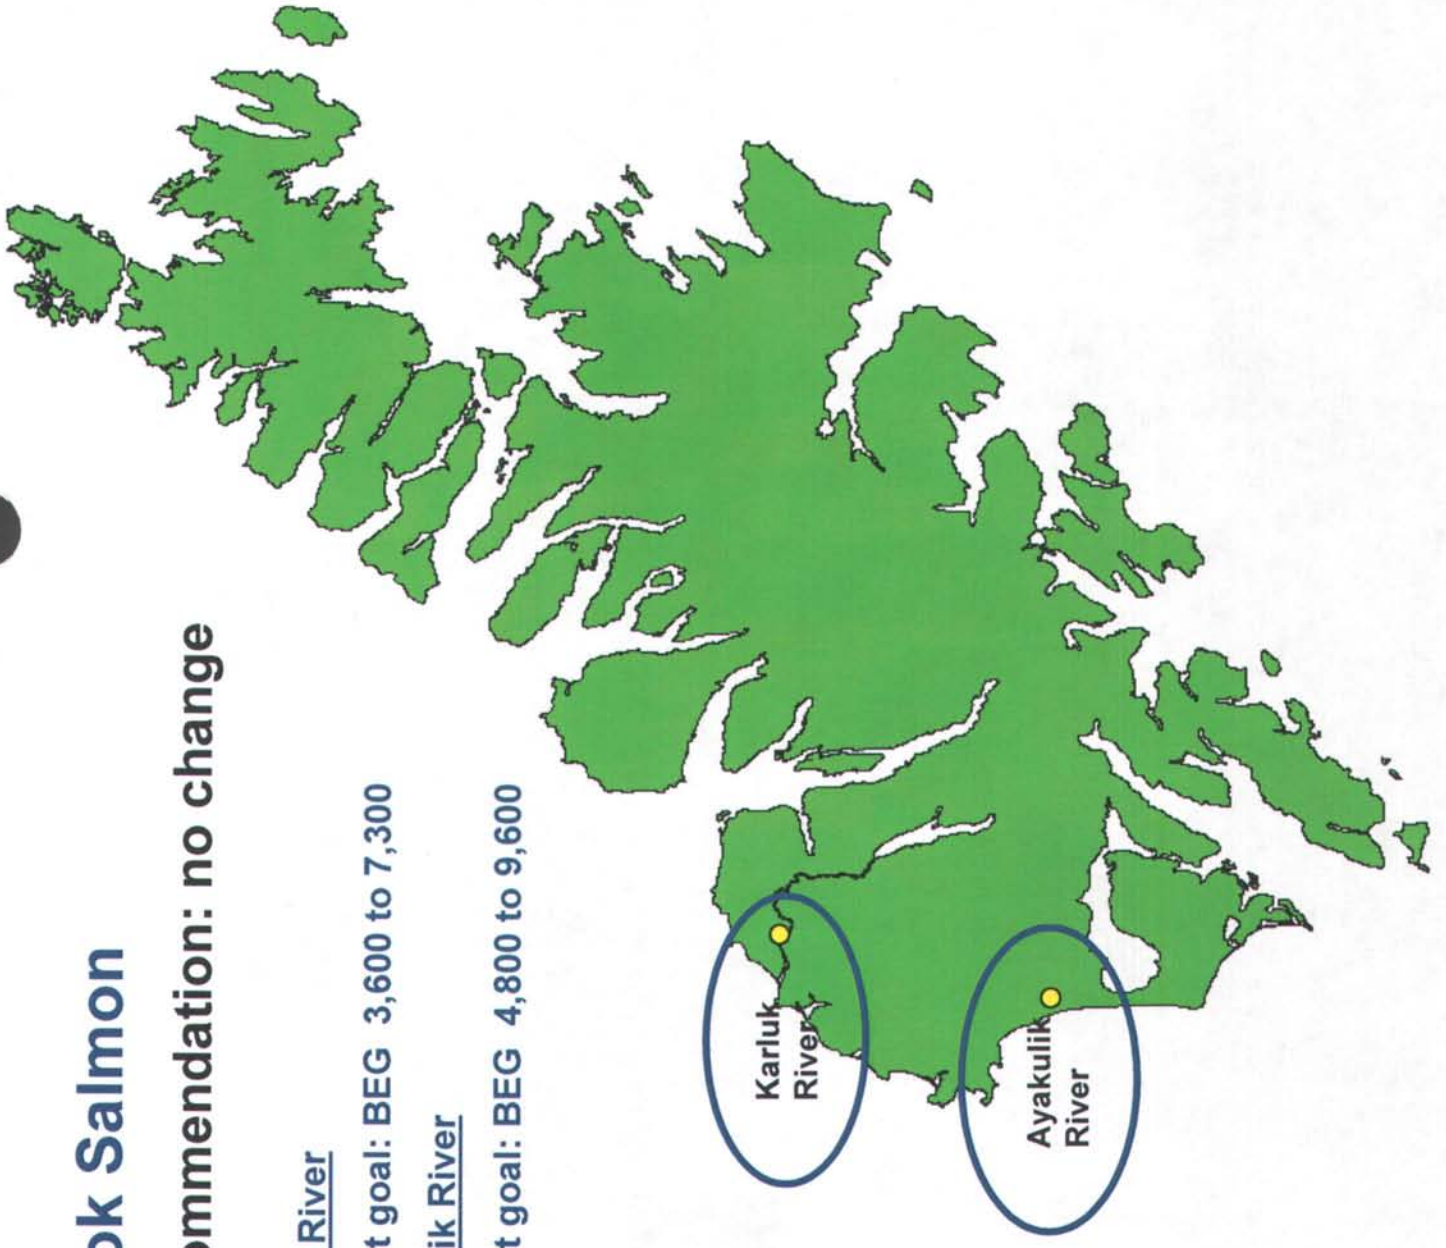 ok Salmon
ommendation: no change
River
t goal: BEG 3,600 to 7,300
ik River
t goal: BEG 4,800 to 9,600
Karluk
River
Ayakulik
River